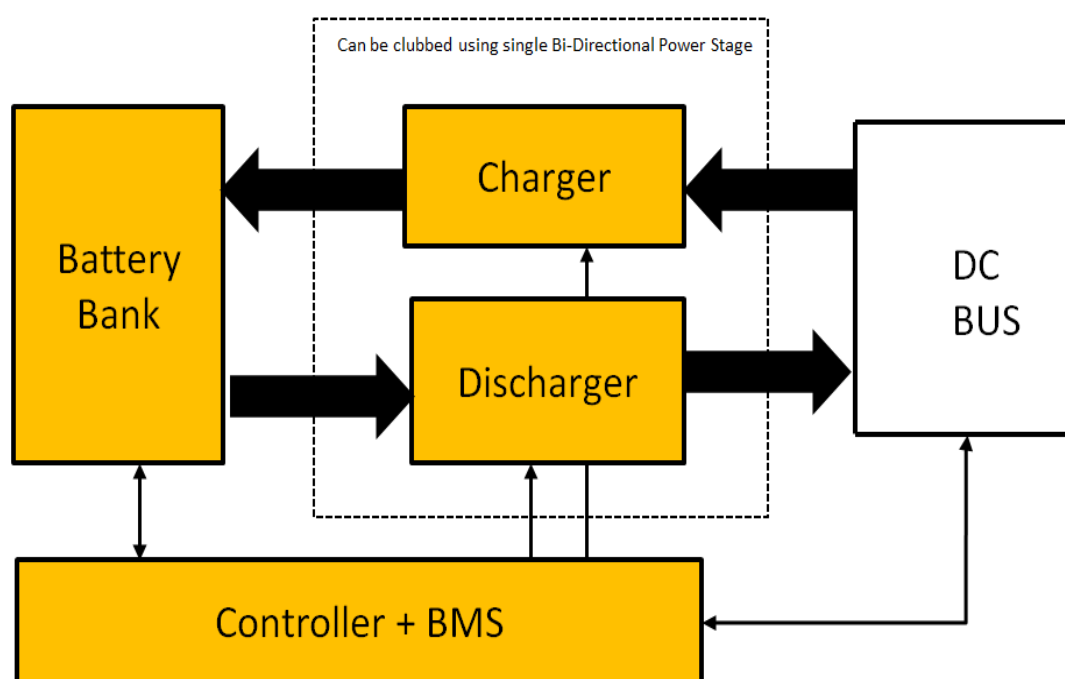 Can be clubbed using single Bi-Directional Power Stage
Charger
Battery
Bank
DC
BUS
Discharger
Controller + BMS